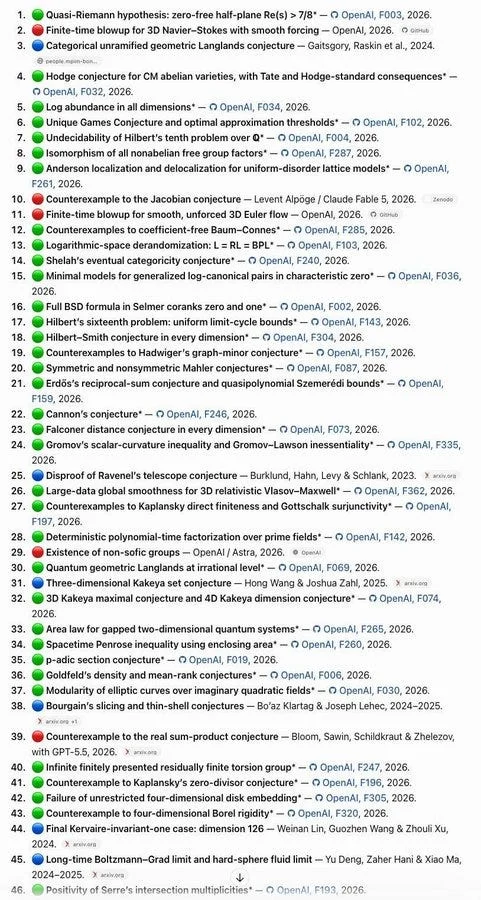 1. Quasi-Riemann hypothesis: zero-free half-plane Re(s) > 7/8* — OpenAI, F003, 2026.
2. Finite-time blowup for 3D Navier–Stokes with smooth forcing — OpenAI, 2026. GitHub
3. Categorical unramified geometric Langlands conjecture — Gaitsgory, Raskin et al., 2024.
people.mpim-bon...
4. Hodge conjecture for CM abelian varieties, with Tate and Hodge-standard consequences* —
OpenAI, F032, 2026.
5. Log abundance in all dimensions* — OpenAI, F034, 2026.
6. Unique Games Conjecture and optimal approximation thresholds* — OpenAI, F102, 2026.
7. Undecidability of Hilbert's tenth problem over Q* — OpenAI, F004, 2026.
8. Isomorphism of all nonabelian free group factors* — OpenAI, F287, 2026.
9. Anderson localization and delocalization for uniform-disorder lattice models* — OpenAI,
F261, 2026.
10. Counterexample to the Jacobian conjecture — Levent Alpöge / Claude Fable 5, 2026. Zenodo
11. Finite-time blowup for smooth, unforced 3D Euler flow — OpenAI, 2026. GitHub
12. Counterexamples to coefficient-free Baum–Connes* — OpenAI, F285, 2026.
13. Logarithmic-space derandomization: L = RL = BPL* — OpenAI, F103, 2026.
14. Shelah's eventual categoricity conjecture* — OpenAI, F240, 2026.
15. Minimal models for generalized log-canonical pairs in characteristic zero* — OpenAI, F036,
2026.
16. Full BSD formula in Selmer coranks zero and one* — OpenAI, F002, 2026.
17. Hilbert's sixteenth problem: uniform limit-cycle bounds* — OpenAI, F143, 2026.
18. Hilbert–Smith conjecture in every dimension* — OpenAI, F304, 2026.
19. Counterexamples to Hadwiger's graph-minor conjecture* — OpenAI, F157, 2026.
20. Symmetric and nonsymmetric Mahler conjectures* — OpenAI, F087, 2026.
21. Erdős's reciprocal-sum conjecture and quasipolynomial Szemerédi bounds* — OpenAI,
F159, 2026.
22. Cannon's conjecture* — OpenAI, F246, 2026.
23. Falconer distance conjecture in every dimension* — OpenAI, F073, 2026.
24. Gromov's scalar-curvature inequality and Gromov–Lawson inessentiality* — OpenAI, F335,
2026.
25. Disproof of Ravenel's telescope conjecture — Burklund, Hahn, Levy & Schlank, 2023. arxiv.org
26. Large-data global smoothness for 3D relativistic Vlasov–Maxwell* — OpenAI, F362, 2026.
27. Counterexamples to Kaplansky direct finiteness and Gottschalk surjunctivity* — OpenAI,
F197, 2026.
28. Deterministic polynomial-time factorization over prime fields* — OpenAI, F142, 2026.
29. Existence of non-sofic groups — OpenAI / Astra, 2026. OpenAI
30. Quantum geometric Langlands at irrational level* — OpenAI, F069, 2026.
31. Three-dimensional Kakeya set conjecture — Hong Wang & Joshua Zahl, 2025. arxiv.org
32. 3D Kakeya maximal conjecture and 4D Kakeya dimension conjecture* — OpenAI, F074,
2026.
33. Area law for gapped two-dimensional quantum systems* — OpenAI, F265, 2026.
34. Spacetime Penrose inequality using enclosing area* — OpenAI, F260, 2026.
35. p-adic section conjecture* — OpenAI, F019, 2026.
36. Goldfeld's density and mean-rank conjectures* — OpenAI, F006, 2026.
37. Modularity of elliptic curves over imaginary quadratic fields* — OpenAI, F030, 2026.
38. Bourgain's slicing and thin-shell conjectures — Bo'az Klartag & Joseph Lehec, 2024–2025.
arxiv.org +1
39. Counterexample to the real sum-product conjecture — Bloom, Sawin, Schildkraut & Zhelezov,
with GPT-5.5, 2026. arxiv.org
40. Infinite finitely presented residually finite torsion group* — OpenAI, F247, 2026.
41. Counterexample to Kaplansky's zero-divisor conjecture* — OpenAI, F196, 2026.
42. Failure of unrestricted four-dimensional disk embedding* — OpenAI, F305, 2026.
43. Counterexample to four-dimensional Borel rigidity* — OpenAI, F320, 2026.
44. Final Kervaire-invariant-one case: dimension 126 — Weinan Lin, Guozhen Wang & Zhouli Xu,
2024. arxiv.org
45. Long-time Boltzmann–Grad limit and hard-sphere fluid limit — Yu Deng, Zaher Hani & Xiao Ma,
2024–2025. arxiv.org
46. Positivity of Serre's intersection multiplicities* — OpenAI, F193, 2026.